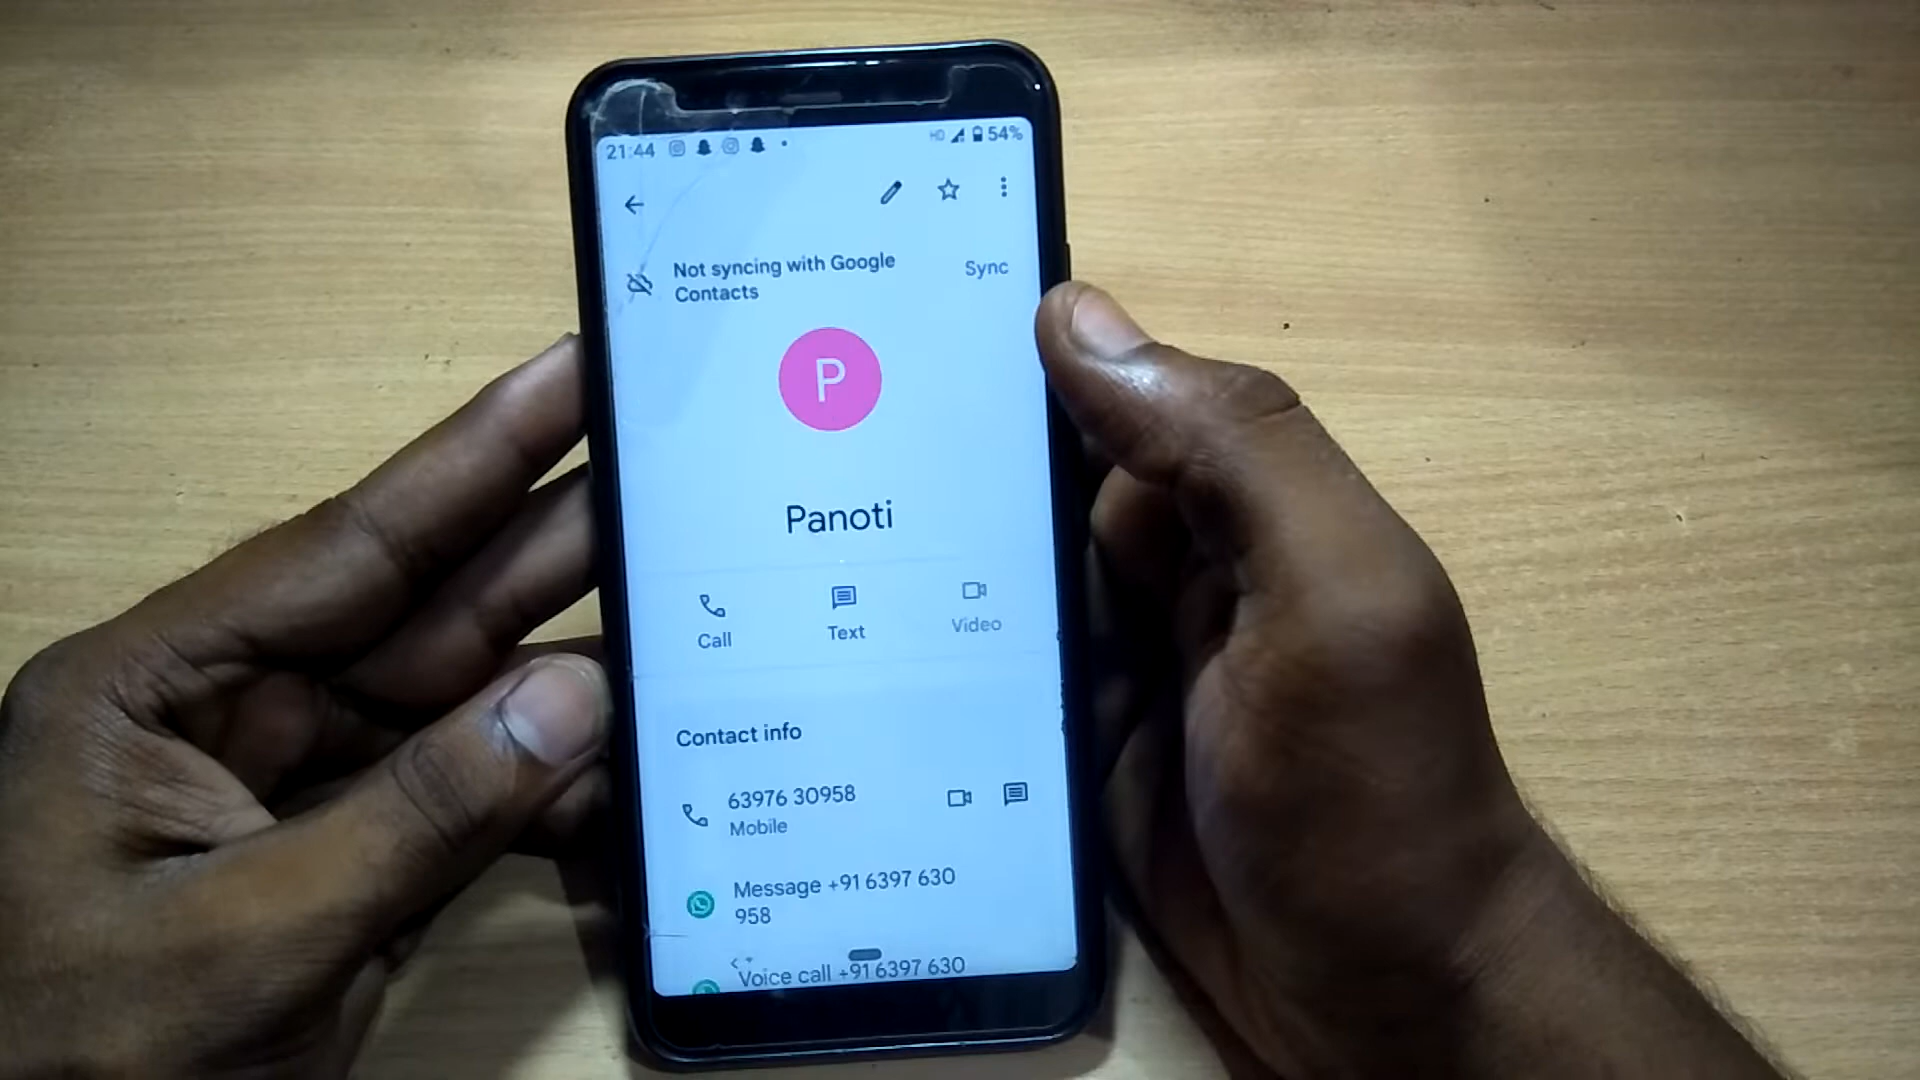 21:44 HD 54%
Not syncing with Google
Contacts
Sync
P
Panoti
Call Text Video
Contact info
63976 30958
Mobile
Message +91 6397 630
958
Voice call +91 6397 630